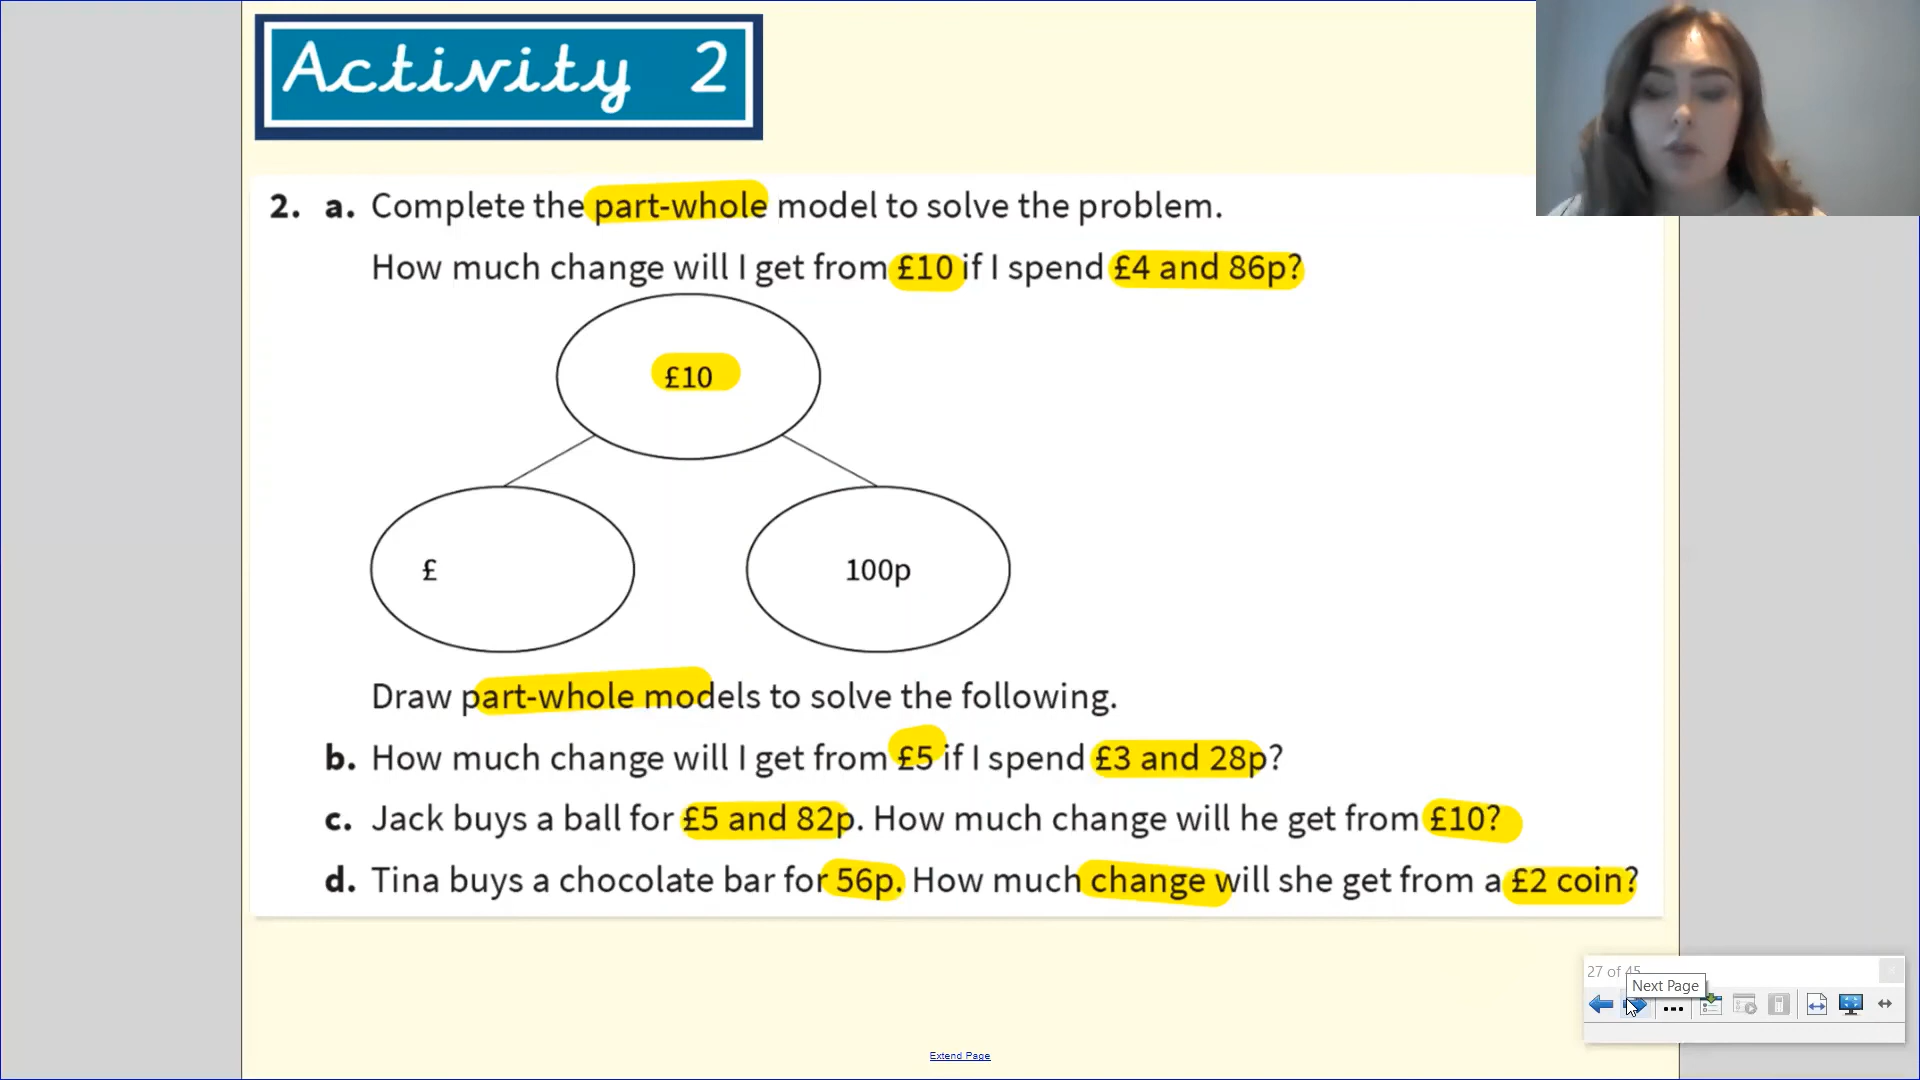 Activity 2
2. a. Complete the part-whole model to solve the problem.
How much change will I get from £10 if I spend £4 and 86p?
£10
£
100p
Draw part-whole models to solve the following.
b. How much change will I get from £5 if I spend £3 and 28p?
c. Jack buys a ball for £5 and 82p. How much change will he get from £10?
d. Tina buys a chocolate bar for 56p. How much change will she get from a £2 coin?
27 of 45
Next Page
Extend Page